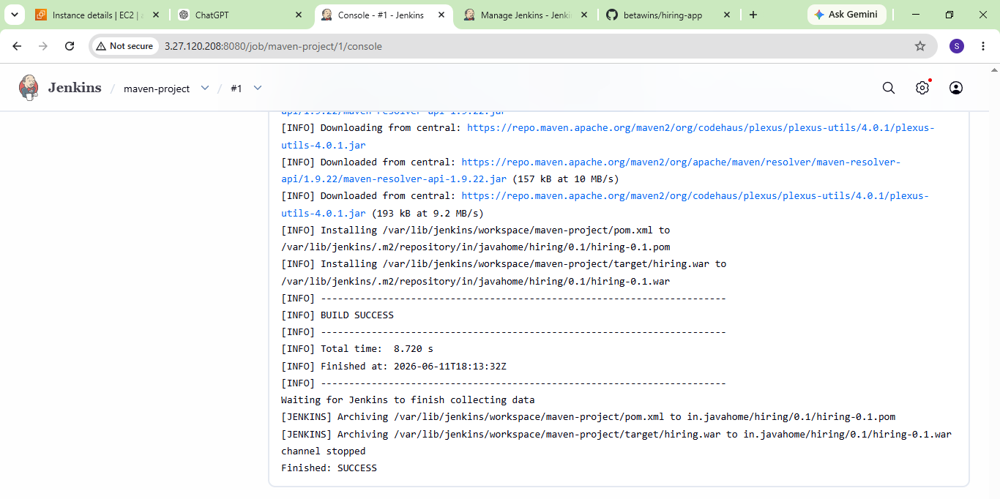 Instance details | EC2 | a
ChatGPT
Console - #1 - Jenkins
Manage Jenkins - Jenki
betawins/hiring-app
Ask Gemini
Not secure
3.27.120.208:8080/job/maven-project/1/console
S
Jenkins / maven-project / #1
api/1.9.22/maven-resolver-api-1.9.22.jar
[INFO] Downloading from central: https://repo.maven.apache.org/maven2/org/codehaus/plexus/plexus-utils/4.0.1/plexus-
utils-4.0.1.jar
[INFO] Downloaded from central: https://repo.maven.apache.org/maven2/org/apache/maven/resolver/maven-resolver-
api/1.9.22/maven-resolver-api-1.9.22.jar (157 kB at 10 MB/s)
[INFO] Downloaded from central: https://repo.maven.apache.org/maven2/org/codehaus/plexus/plexus-utils/4.0.1/plexus-
utils-4.0.1.jar (193 kB at 9.2 MB/s)
[INFO] Installing /var/lib/jenkins/workspace/maven-project/pom.xml to
/var/lib/jenkins/.m2/repository/in/javahome/hiring/0.1/hiring-0.1.pom
[INFO] Installing /var/lib/jenkins/workspace/maven-project/target/hiring.war to
/var/lib/jenkins/.m2/repository/in/javahome/hiring/0.1/hiring-0.1.war
[INFO] ------------------------------------------------------------------------
[INFO] BUILD SUCCESS
[INFO] ------------------------------------------------------------------------
[INFO] Total time:  8.720 s
[INFO] Finished at: 2026-06-11T18:13:32Z
[INFO] ------------------------------------------------------------------------
Waiting for Jenkins to finish collecting data
[JENKINS] Archiving /var/lib/jenkins/workspace/maven-project/pom.xml to in.javahome/hiring/0.1/hiring-0.1.pom
[JENKINS] Archiving /var/lib/jenkins/workspace/maven-project/target/hiring.war to in.javahome/hiring/0.1/hiring-0.1.war
channel stopped
Finished: SUCCESS